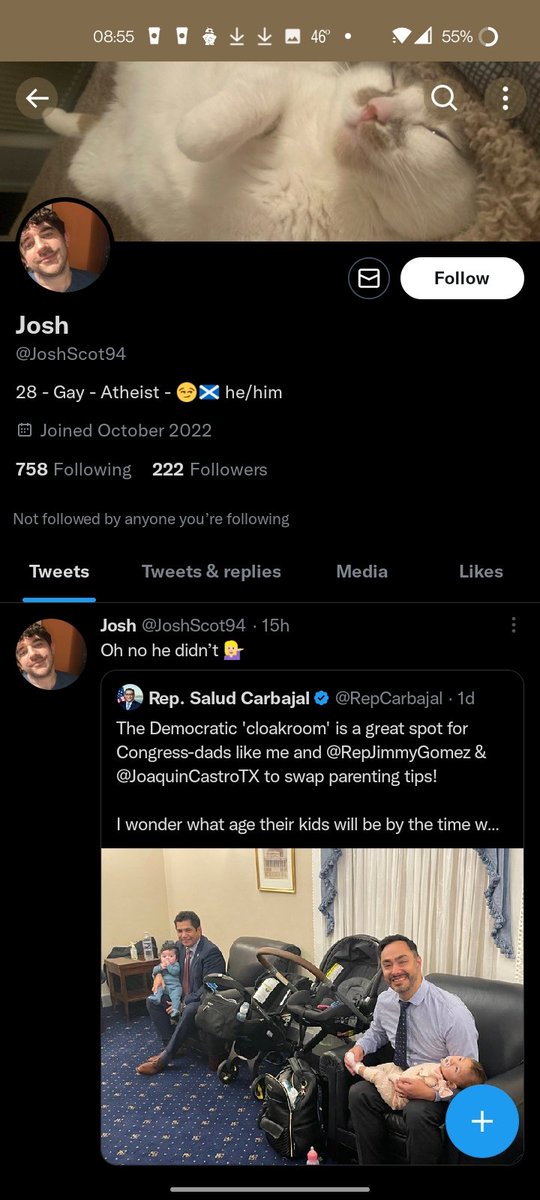 08:55 46° 55%
Follow
Josh
@JoshScot94
28 - Gay - Atheist - 😏🏴󠁧󠁢󠁳󠁣󠁴󠁿 he/him
Joined October 2022
758 Following 222 Followers
Not followed by anyone you’re following
Tweets Tweets & replies Media Likes
Josh @JoshScot94 · 15h
Oh no he didn’t 💁🏼‍♀️
Rep. Salud Carbajal @RepCarbajal · 1d
The Democratic 'cloakroom' is a great spot for
Congress-dads like me and @RepJimmyGomez &
@JoaquinCastroTX to swap parenting tips!
I wonder what age their kids will be by the time w...